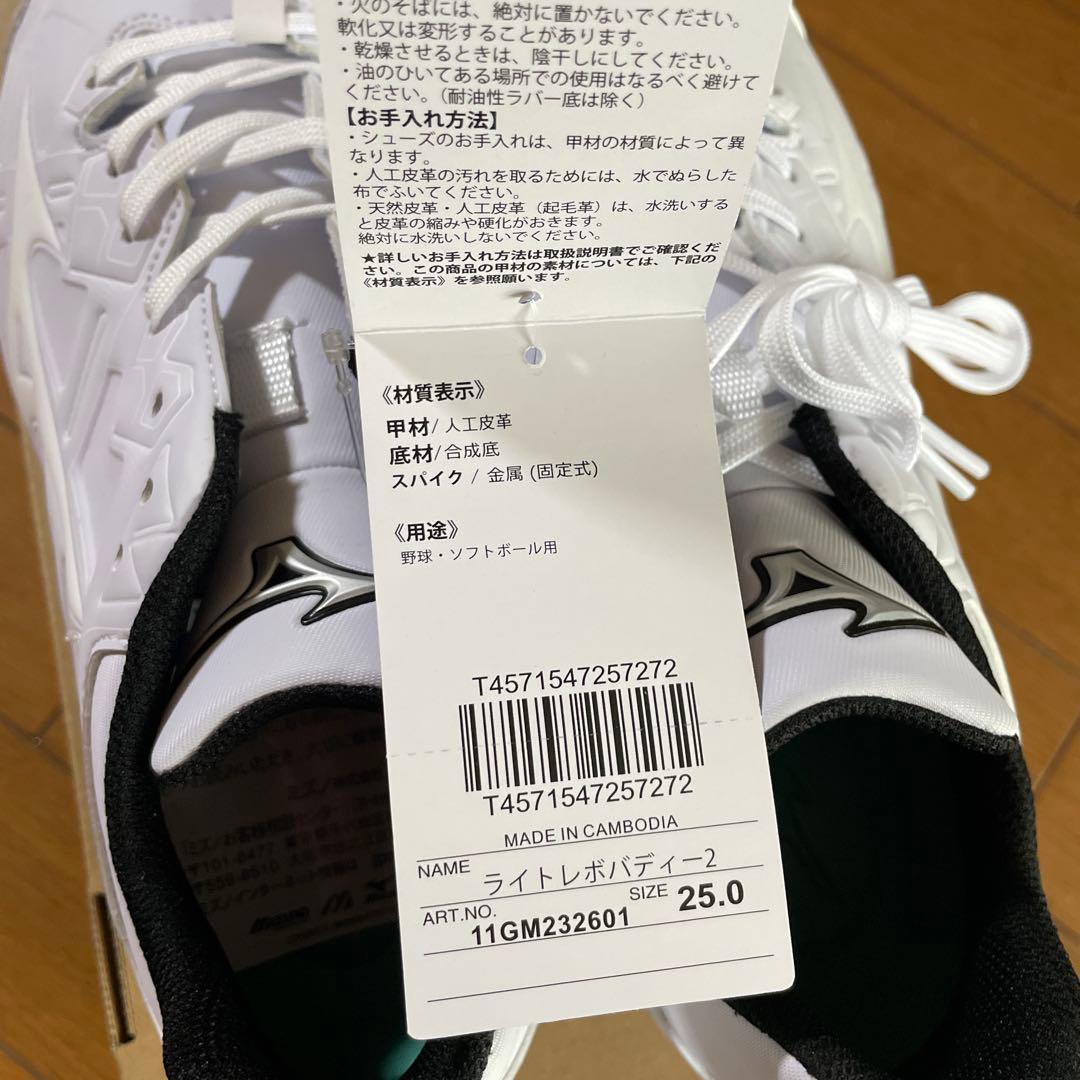 ・火のそばには、絶対に置かないでください。
軟化又は変形することがあります。
・乾燥させるときは、陰干しにしてください。
・油のひいてある場所での使用はなるべく避けて
ください。（耐油性ラバー底は除く）
【お手入れ方法】
・シューズのお手入れは、甲材の材質によって異
なります。
・人工皮革の汚れを取るためには、水でぬらした
布でふいてください。
・天然皮革・人工皮革（起毛革）は、水洗いする
と皮革の縮みや硬化がおきます。
絶対に水洗いしないでください。
★詳しいお手入れ方法は取扱説明書でご確認くだ
さい。この商品の甲材の素材については、下記の
《材質表示》を参照願います。
《材質表示》
甲材/人工皮革
底材/合成底
スパイク / 金属 (固定式)
《用途》
野球・ソフトボール用
T4571547257272
T4571547257272
MADE IN CAMBODIA
NAME ライトレボバディー2
ART.NO. 11GM232601 SIZE 25.0